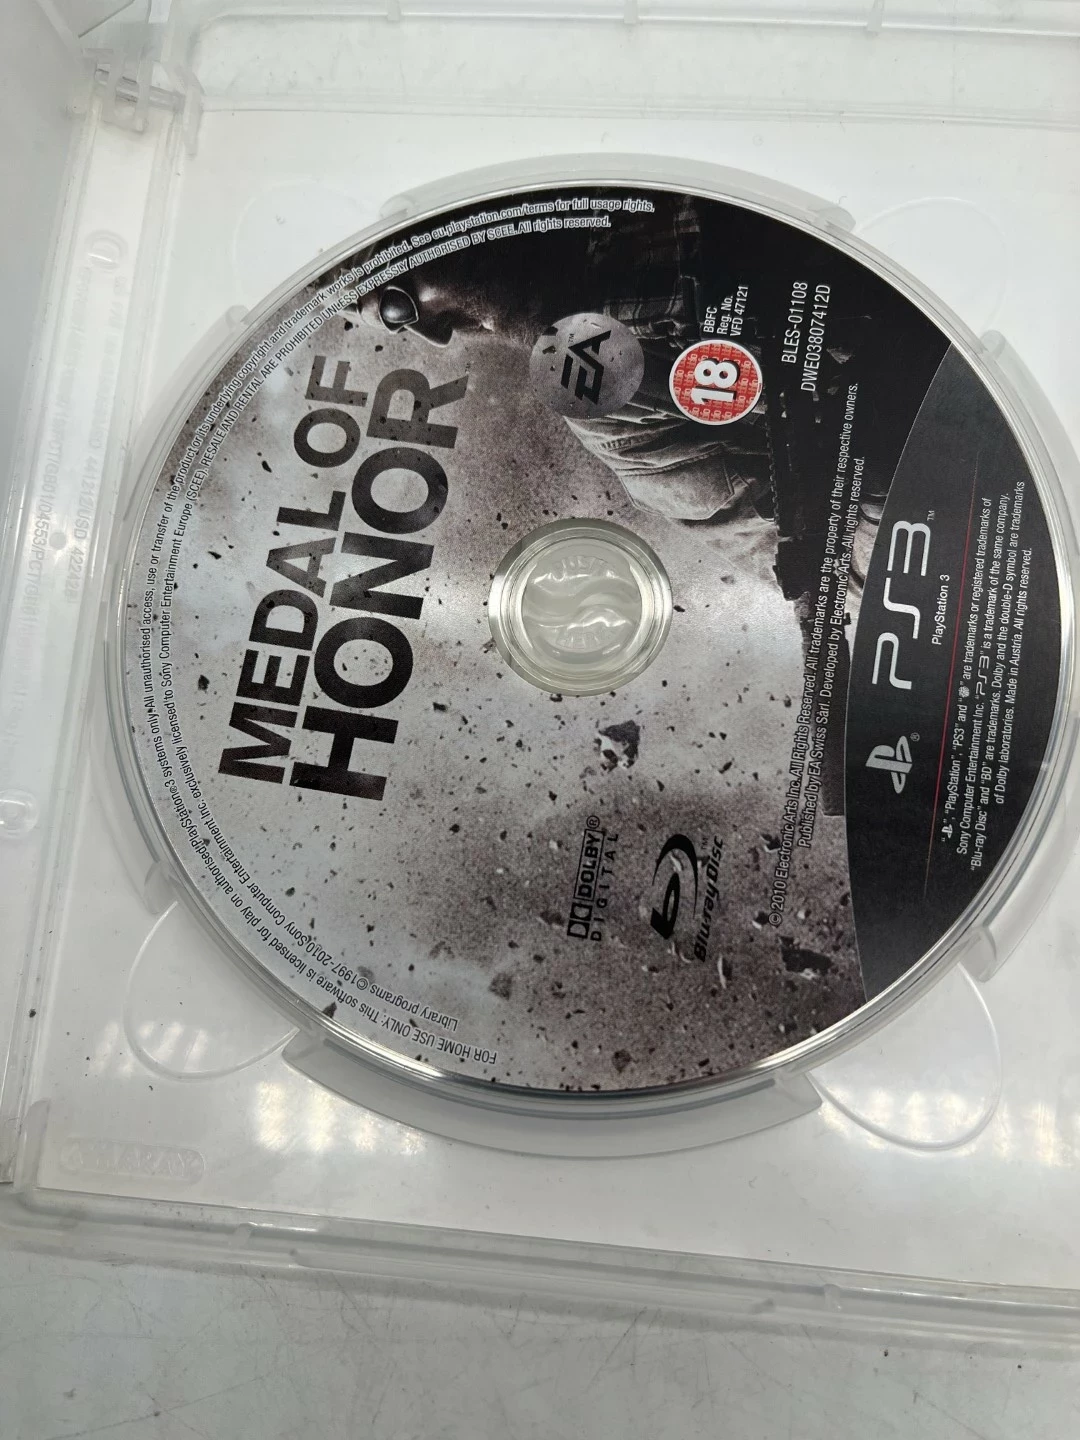 FOR HOME USE ONLY: This software is licensed for play on authorised PlayStation®3 systems only. All unauthorised access, use or transfer of the product or its underlying copyright and trademark works is prohibited. See eu.playstation.com/terms for full usage rights.
Library programs © 1997-2010 Sony Computer Entertainment Inc. exclusively licensed to Sony Computer Entertainment Europe (SCEE). RESALE AND RENTAL ARE PROHIBITED UNLESS EXPRESSLY AUTHORISED BY SCEE. All rights reserved.
MEDAL OF
HONOR
EA™
18
BBFC
Reg. No.
VFD 47121
BLES-01108
DWE03807412D
DOLBY®
DIGITAL
Blu-ray Disc™
© 2010 Electronic Arts Inc. All Rights Reserved. All trademarks are the property of their respective owners.
Published by EA Swiss Sàrl. Developed by Electronic Arts. All rights reserved.
® PS3™
PlayStation 3
" ", "PlayStation", "PS3" and " " are trademarks or registered trademarks of
Sony Computer Entertainment Inc. "PS3" is a trademark of the same company.
"Blu-ray Disc" and "BD" are trademarks. Dolby and the double-D symbol are trademarks
of Dolby laboratories. Made in Austria. All rights reserved.